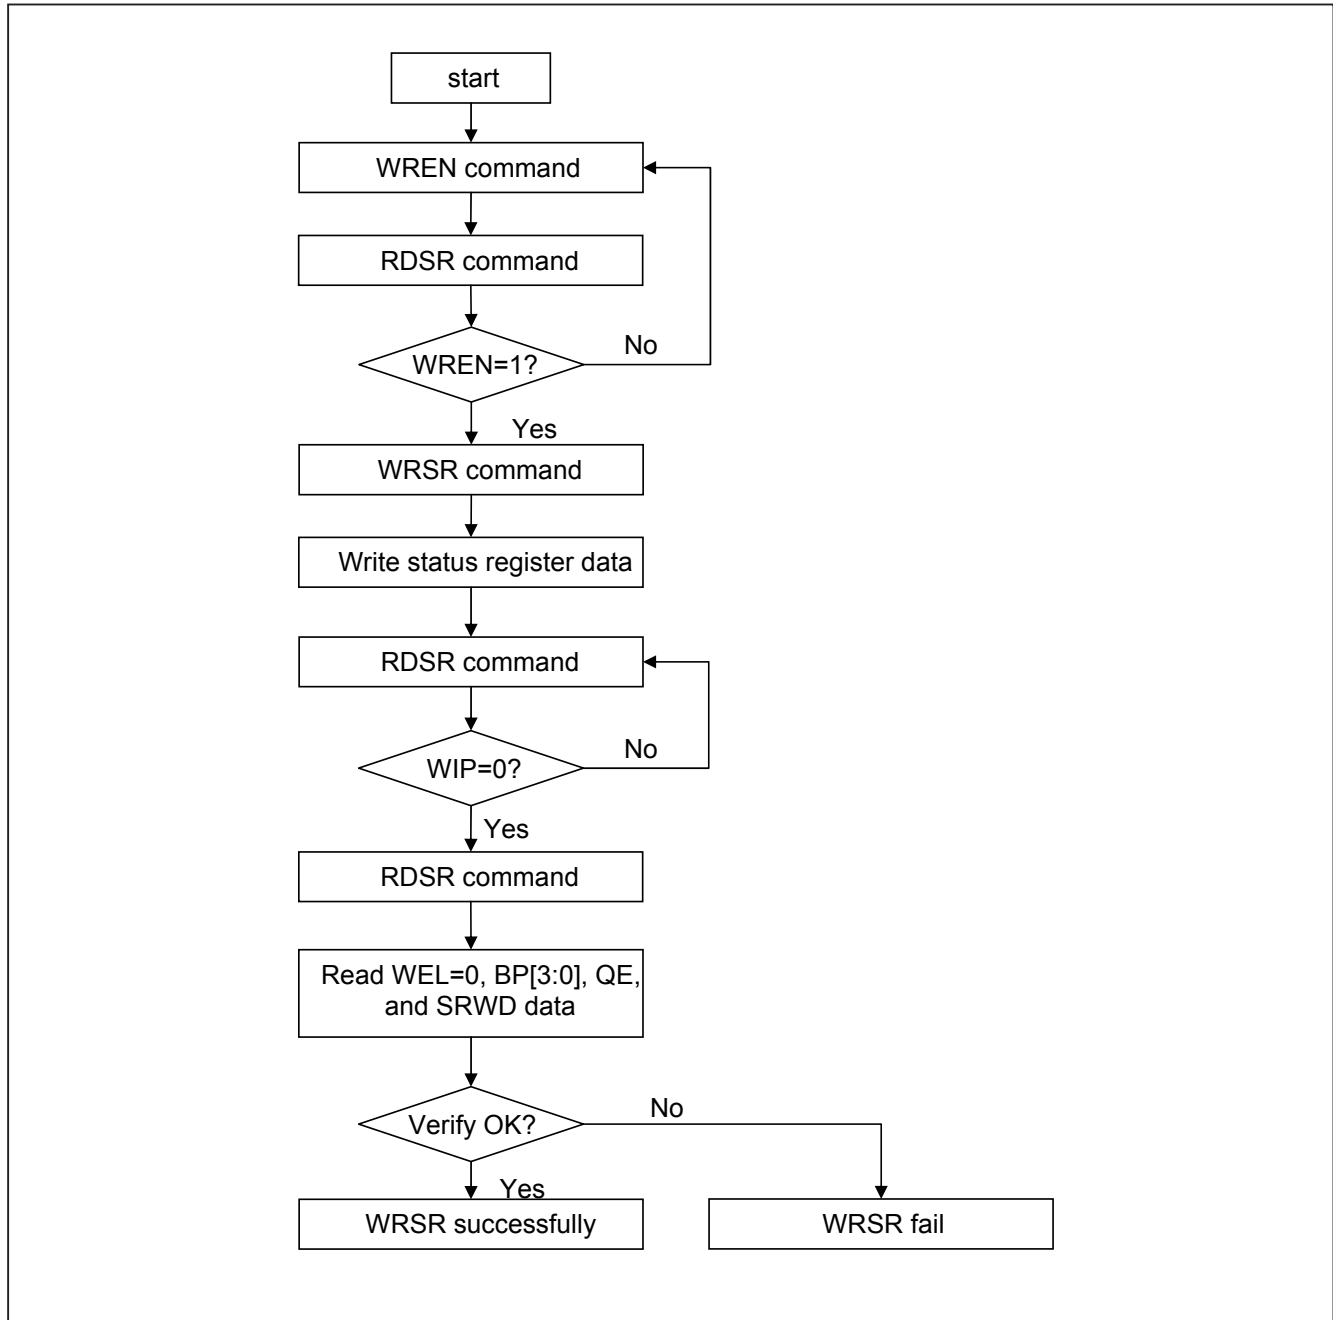 start
WREN command
RDSR command
WREN=1?
No
Yes
WRSR command
Write status register data
RDSR command
WIP=0?
No
Yes
RDSR command
Read WEL=0, BP[3:0], QE,
and SRWD data
Verify OK?
No
Yes
WRSR successfully
WRSR fail